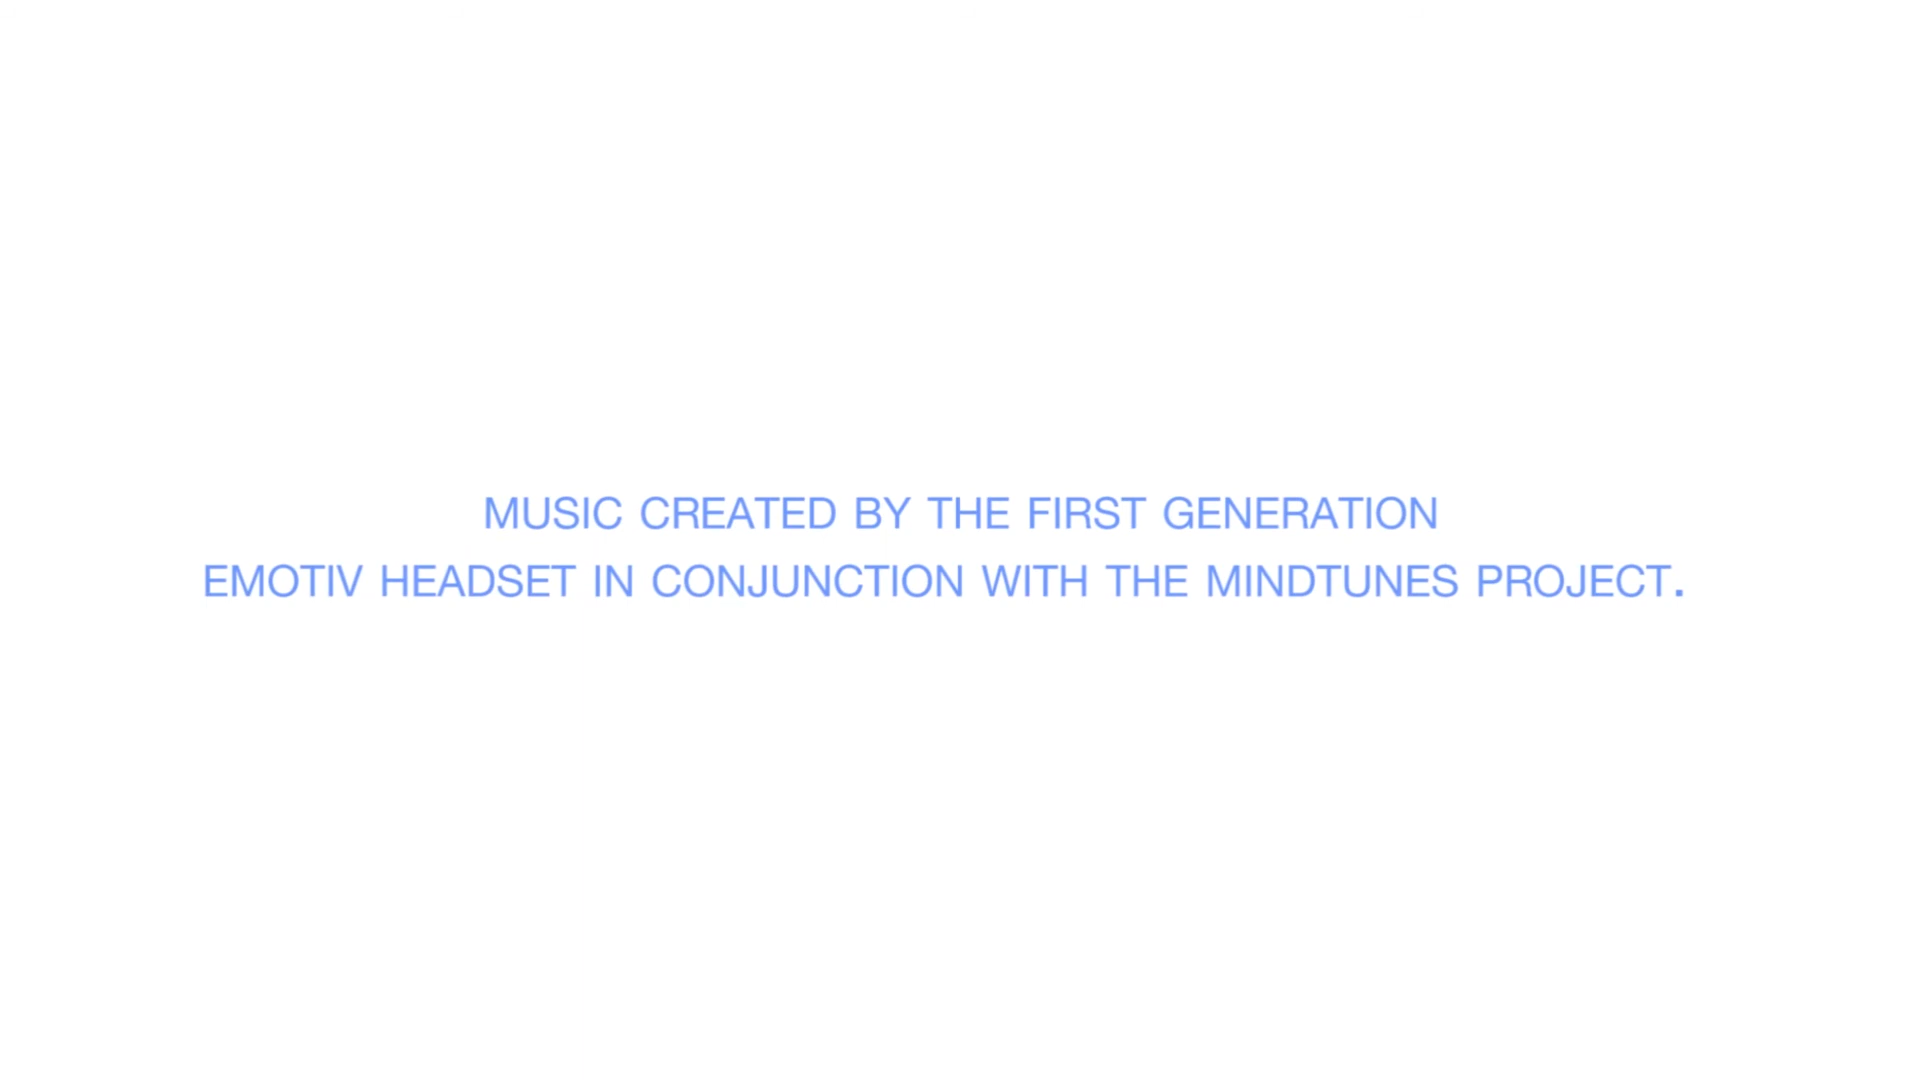 MUSIC CREATED BY THE FIRST GENERATION
EMOTIV HEADSET IN CONJUNCTION WITH THE MINDTUNES PROJECT.